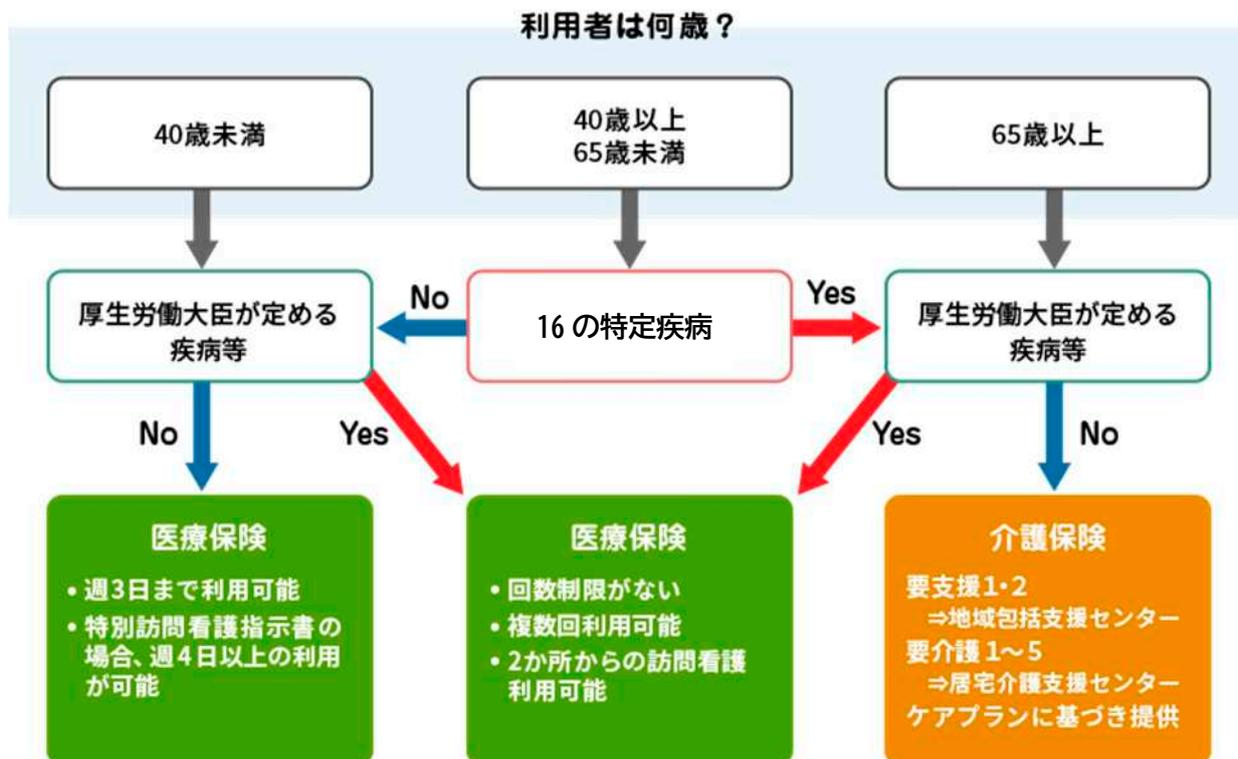 利用者は何歳？
40歳未満
40歳以上
65歳未満
65歳以上
厚生労働大臣が定める
疾病等
No
16 の特定疾病
Yes
厚生労働大臣が定める
疾病等
No
Yes
Yes
No
医療保険
• 週3日まで利用可能
• 特別訪問看護指示書の
場合、週4日以上の利用
が可能
医療保険
• 回数制限がない
• 複数回利用可能
• 2か所からの訪問看護
利用可能
介護保険
要支援1・2
⇒地域包括支援センター
要介護1〜5
⇒居宅介護支援センター
ケアプランに基づき提供